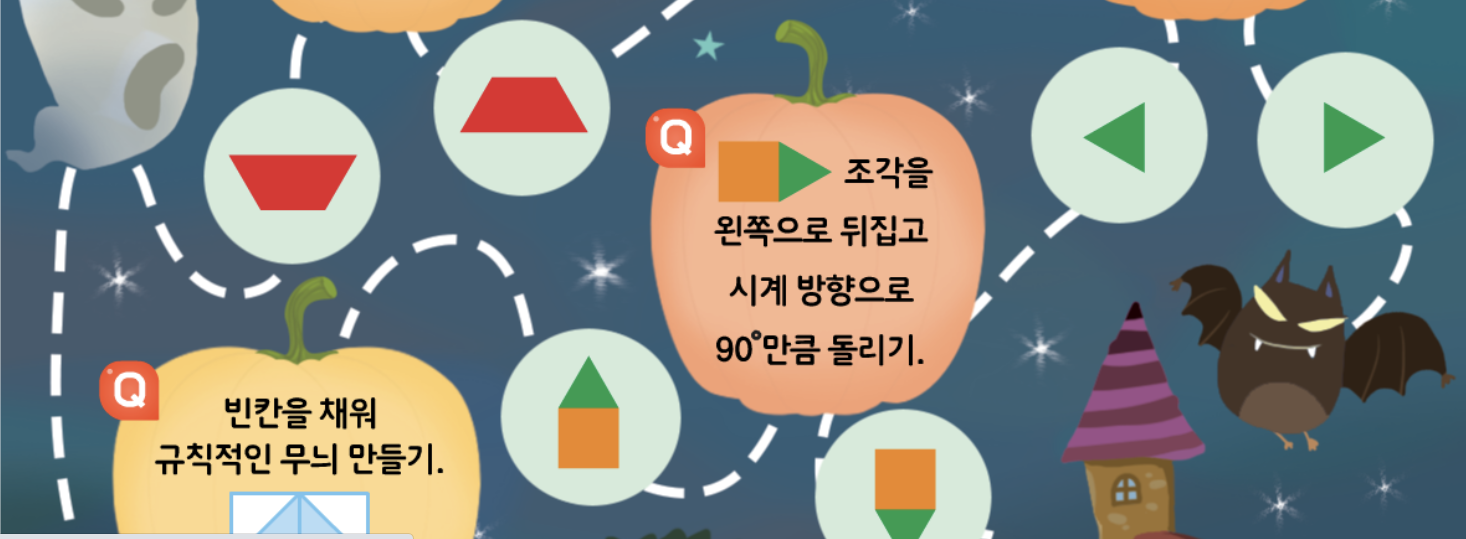 Q
조각을
왼쪽으로 뒤집고
시계 방향으로
90°만큼 돌리기.
Q
빈칸을 채워
규칙적인 무늬 만들기.